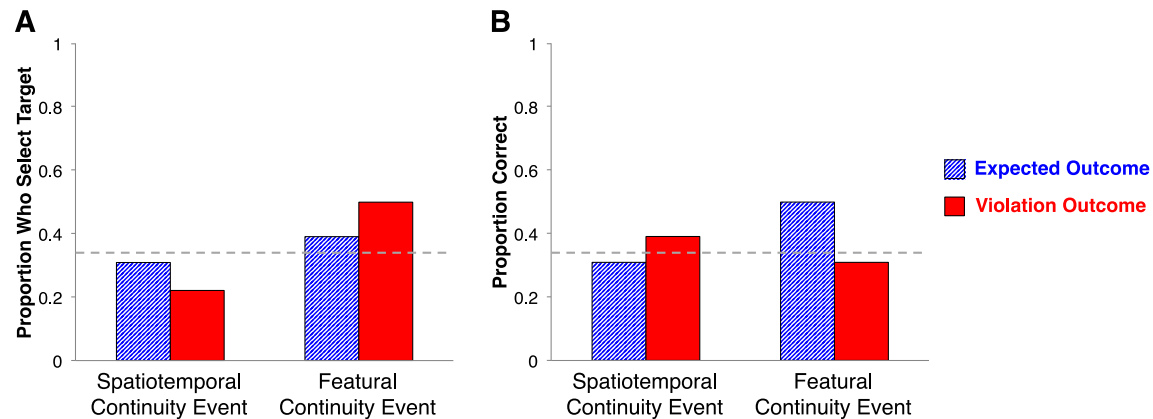 A
Proportion Who Select Target
1
0.8
0.6
0.4
0.2
0
Spatiotemporal
Continuity Event
Featural
Continuity Event
B
Proportion Correct
1
0.8
0.6
0.4
0.2
0
Spatiotemporal
Continuity Event
Featural
Continuity Event
Expected Outcome
Violation Outcome